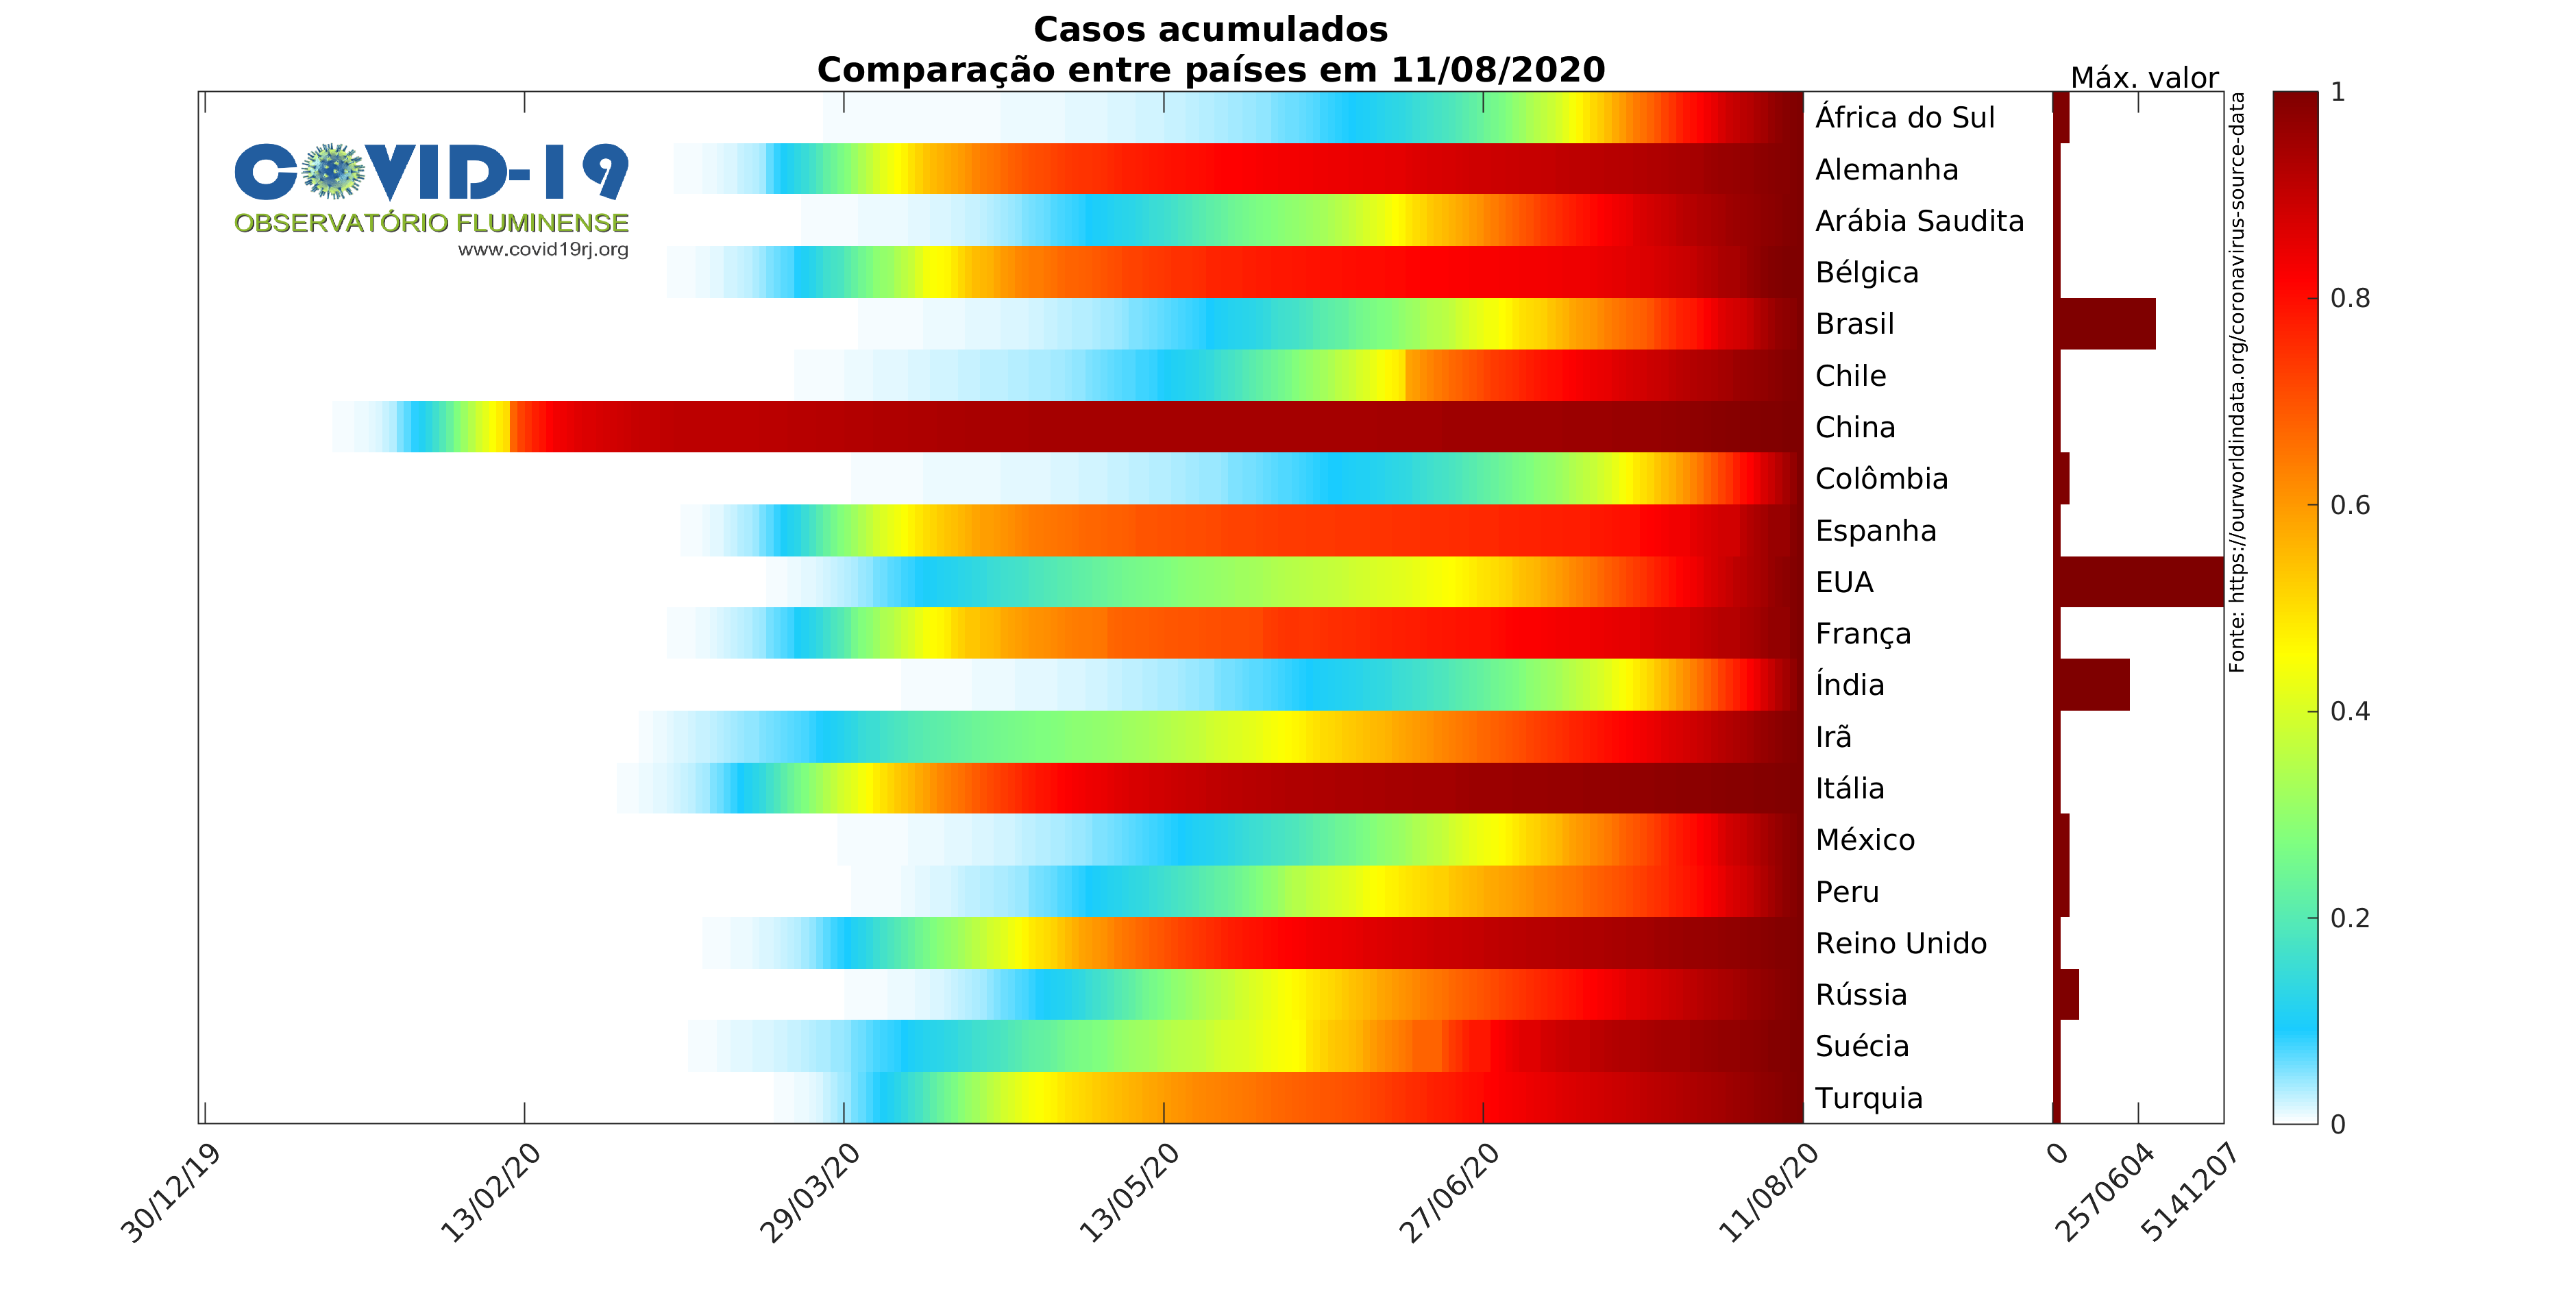 Casos acumulados
Comparação entre países em 11/08/2020
Máx. valor
COVID-19
OBSERVATÓRIO FLUMINENSE
www.covid19rj.org
África do Sul
Alemanha
Arábia Saudita
Bélgica
Brasil
Chile
China
Colômbia
Espanha
EUA
França
Índia
Irã
Itália
México
Peru
Reino Unido
Rússia
Suécia
Turquia
Fonte: https://ourworldindata.org/coronavirus-source-data
1
0.8
0.6
0.4
0.2
0
30/12/19
13/02/20
29/03/20
13/05/20
27/06/20
11/08/20
0
2570604
5141207